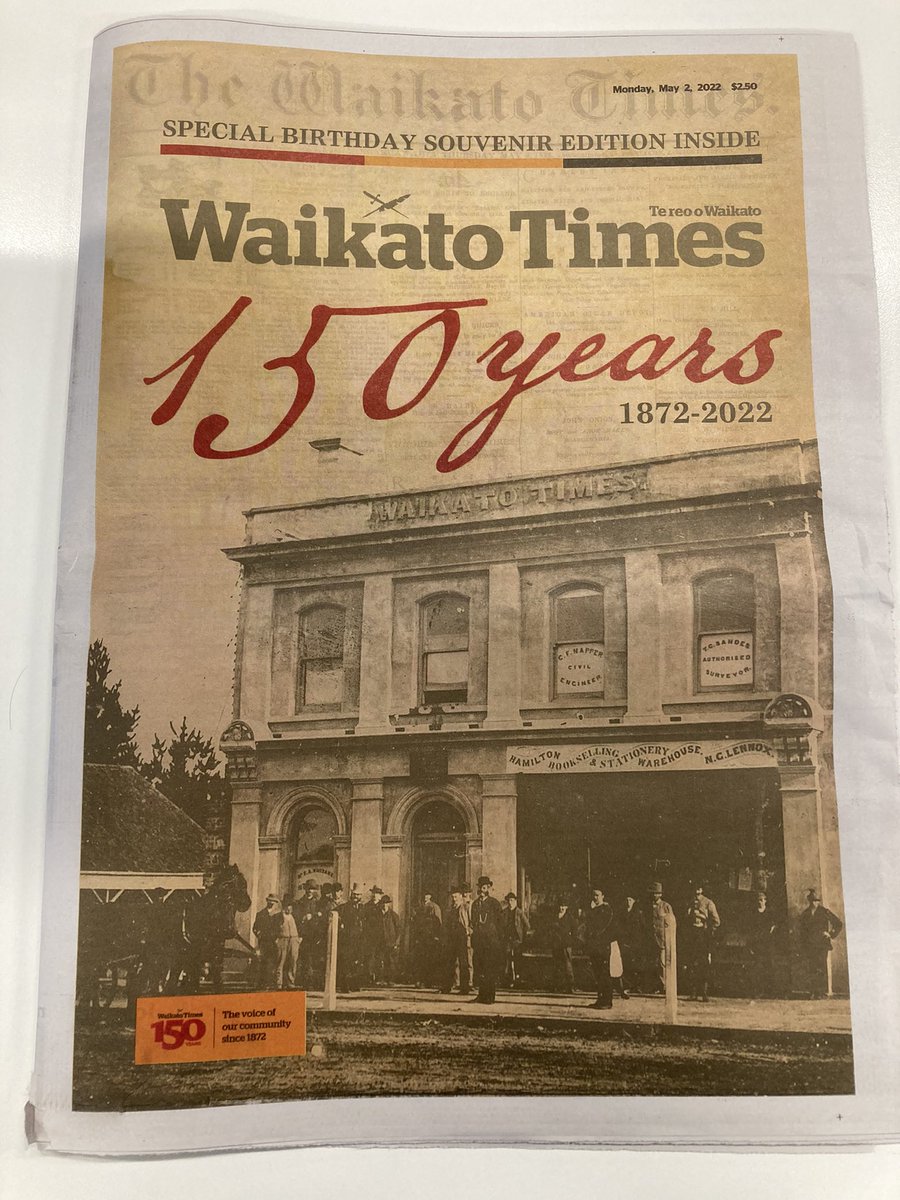 The Waikato Times.
Monday, May 2, 2022 $2.50
SPECIAL BIRTHDAY SOUVENIR EDITION INSIDE
Te reo o Waikato
Waikato Times
150 years
1872-2022
WAIKATO TIMES
C. F. NAPPER
CIVIL
ENGINEER
T. G. SANDES
AUTHORISED
SURVEYOR.
HAMILTON BOOKSELLING & STATIONERY WAREHOUSE. N. G. LENNOX.
Waikato Times
150
YEARS
The voice of
our community
since 1872